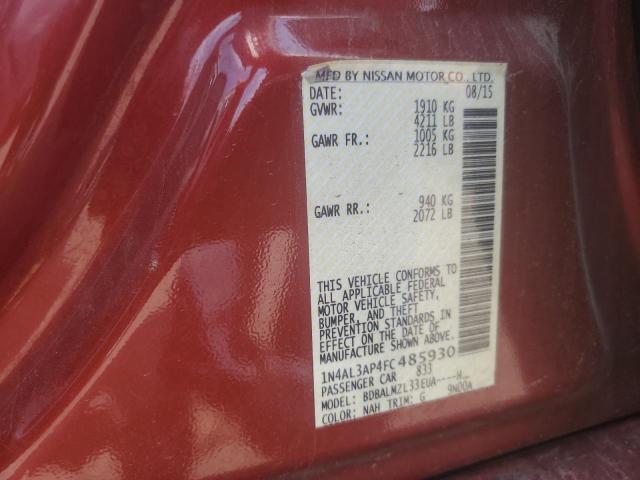 MFD BY NISSAN MOTOR CO., LTD.
DATE: 08/15
GVWR: 1910 KG
4211 LB
GAWR FR.: 1005 KG
2216 LB
GAWR RR.: 940 KG
2072 LB
THIS VEHICLE CONFORMS TO
ALL APPLICABLE FEDERAL
MOTOR VEHICLE SAFETY,
BUMPER, AND THEFT
PREVENTION STANDARDS IN
EFFECT ON THE DATE OF
MANUFACTURE SHOWN ABOVE.
1N4AL3AP4FC485930
PASSENGER CAR 833
MODEL: BDBALMZL33EUA----H_
COLOR: NAH TRIM: G 9N00A